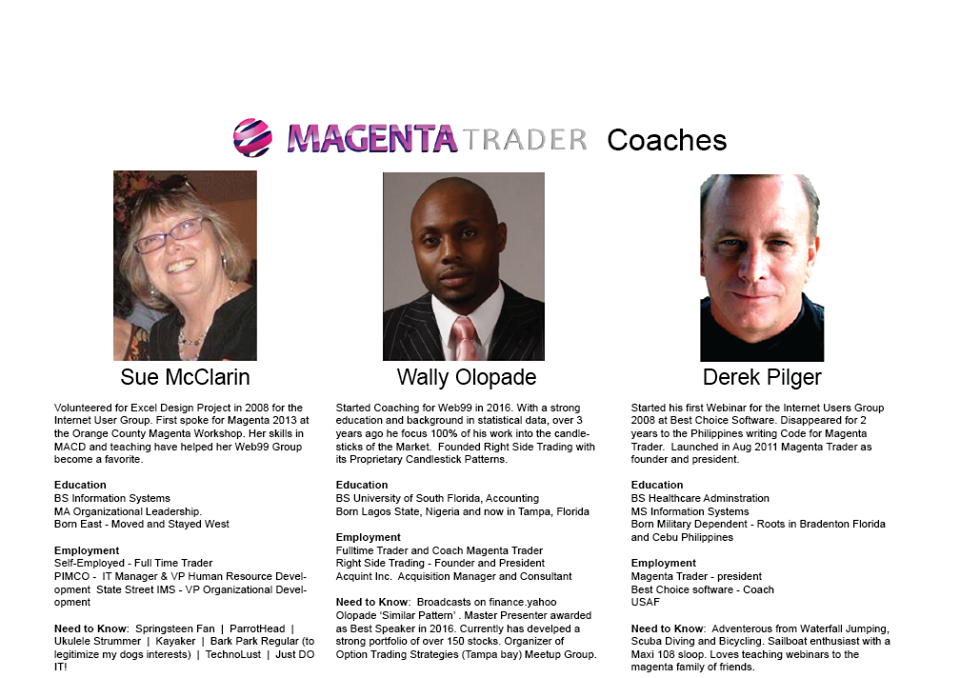 MAGENTA TRADER Coaches
Sue McClarin
Volunteered for Excel Design Project in 2008 for the
Internet User Group. First spoke for Magenta 2013 at
the Orange County Magenta Workshop. Her skills in
MACD and teaching have helped her Web99 Group
become a favorite.
Education
BS Information Systems
MA Organizational Leadership.
Born East - Moved and Stayed West
Employment
Self-Employed - Full Time Trader
PIMCO -  IT Manager & VP Human Resource Devel-
opment  State Street IMS - VP Organizational Devel-
opment
Need to Know:  Springsteen Fan  |  ParrotHead  |
Ukulele Strummer  |  Kayaker  |  Bark Park Regular (to
legitimize my dogs interests)  |  TechnoLust  |  Just DO
IT!
Wally Olopade
Started Coaching for Web99 in 2016. With a strong
education and background in statistical data, over 3
years ago he focus 100% of his work into the candle-
sticks of the Market.  Founded Right Side Trading with
its Proprietary Candlestick Patterns.
Education
BS University of South Florida, Accounting
Born Lagos State, Nigeria and now in Tampa, Florida
Employment
Fulltime Trader and Coach Magenta Trader
Right Side Trading - Founder and President
Acquint Inc.  Acquisition Manager and Consultant
Need to Know:  Broadcasts on finance.yahoo
Olopade ‘Similar Pattern’ . Master Presenter awarded
as Best Speaker in 2016. Currently has develped a
strong portfolio of over 150 stocks. Organizer of
Option Trading Strategies (Tampa bay) Meetup Group.
Derek Pilger
Started his first Webinar for the Internet Users Group
2008 at Best Choice Software. Disappeared for 2
years to the Philippines writing Code for Magenta
Trader.  Launched in Aug 2011 Magenta Trader as
founder and president.
Education
BS Healthcare Adminstration
MS Information Systems
Born Military Dependent - Roots in Bradenton Florida
and Cebu Philippines
Employment
Magenta Trader - president
Best Choice software - Coach
USAF
Need to Know:  Adventerous from Waterfall Jumping,
Scuba Diving and Bicycling. Sailboat enthusiast with a
Maxi 108 sloop. Loves teaching webinars to the
magenta family of friends.